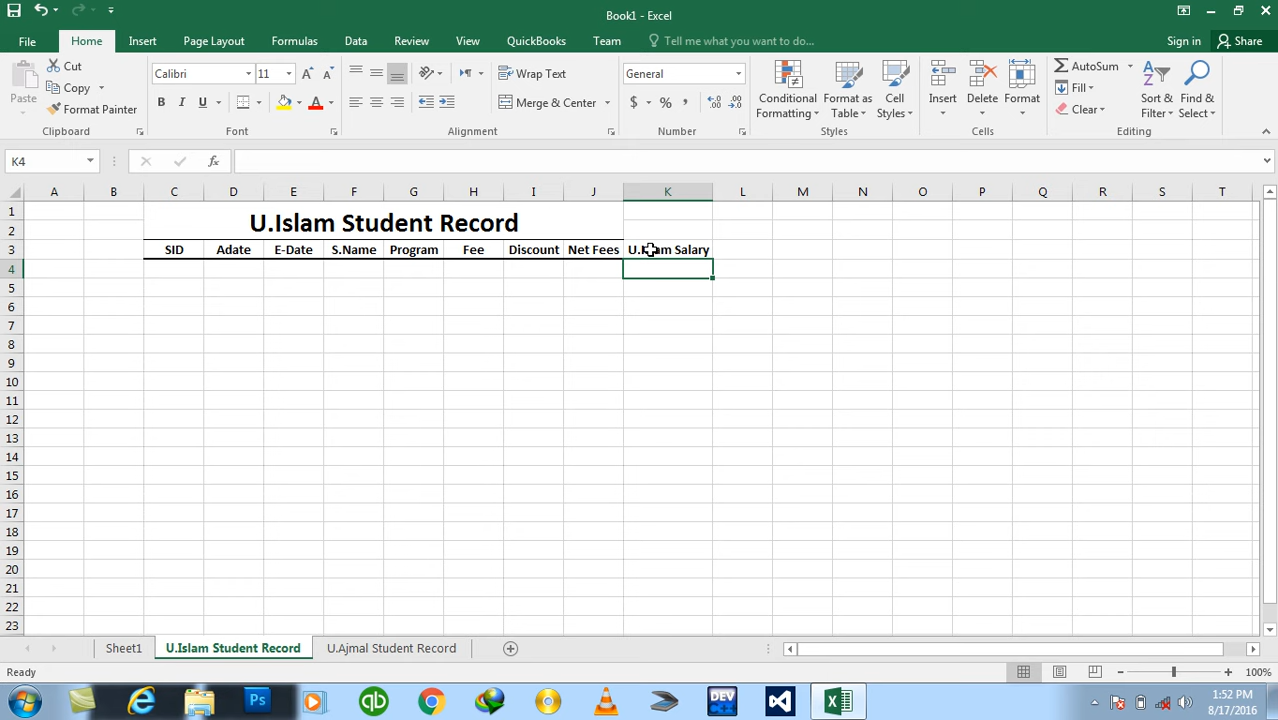 Book1 - Excel
File Home Insert Page Layout Formulas Data Review View QuickBooks Team Tell me what you want to do... Sign in Share
Paste
Cut
Copy
Format Painter
Clipboard
Calibri 11
B I U A A A
Font
Wrap Text
Merge & Center
Alignment
General
$ % ,
Number
Conditional Formatting
Format as Table
Cell Styles
Styles
Insert Delete Format
Cells
AutoSum
Fill
Clear
Sort & Filter
Find & Select
Editing
K4
fx
A B C D E F G H I J K L M N O P Q R S T
1
U.Islam Student Record
2
3 SID Adate E-Date S.Name Program Fee Discount Net Fees U.Islam Salary
4
5
6
7
8
9
10
11
12
13
14
15
16
17
18
19
20
21
22
23
Sheet1 U.Islam Student Record U.Ajmal Student Record
Ready 100%
Ps qb DEV C++
1:52 PM
8/17/2016